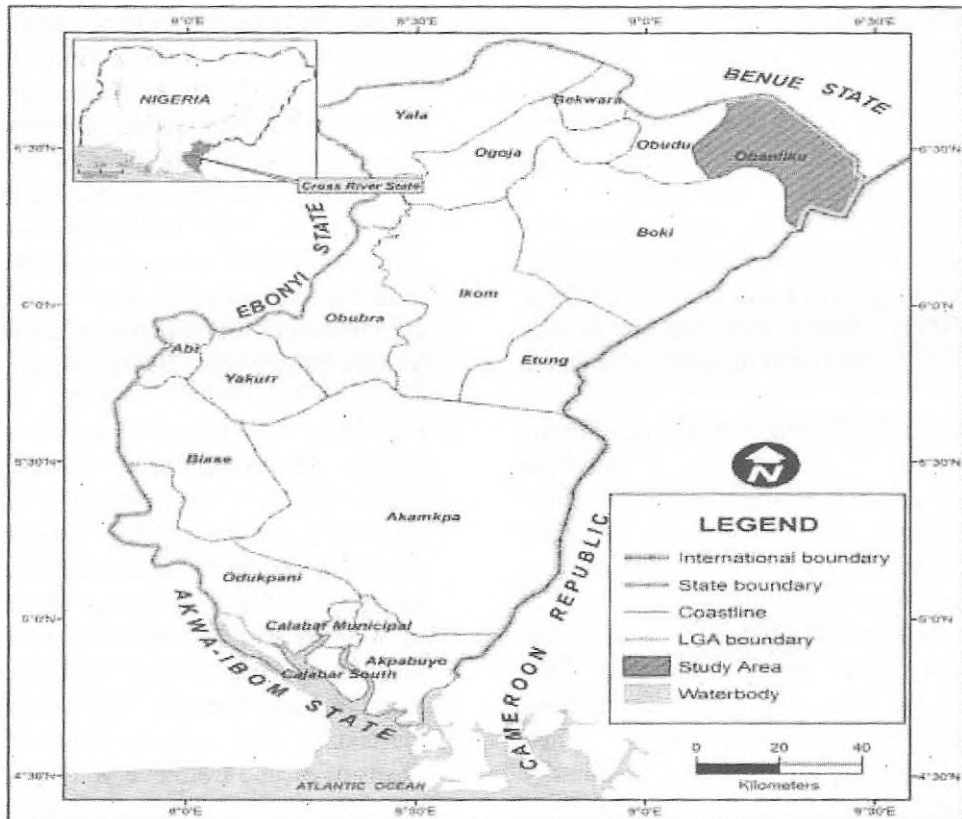 8°0'E 8°30'E 9°0'E 9°30'E
NIGERIA
Cross River State
BENUE STATE
Bekwara
Yala
Obudu
Obanliku
Ogoja
6°30'N 6°30'N
Boki
EBONYI STATE
Ikom
6°0'N 6°0'N
Obubra
Abi
Etung
Yakurr
Biase
5°30'N 5°30'N
N
Akamkpa
LEGEND
International boundary
State boundary
Coastline
LGA boundary
Study Area
Waterbody
Odukpani
CAMEROON REPUBLIC
AKWA-IBOM STATE
Calabar Municipal
5°0'N 5°0'N
Akpabuyo
Calabar South
0 20 40
Kilometers
4°30'N 4°30'N
ATLANTIC OCEAN
8°0'E 8°30'E 9°0'E 9°30'E